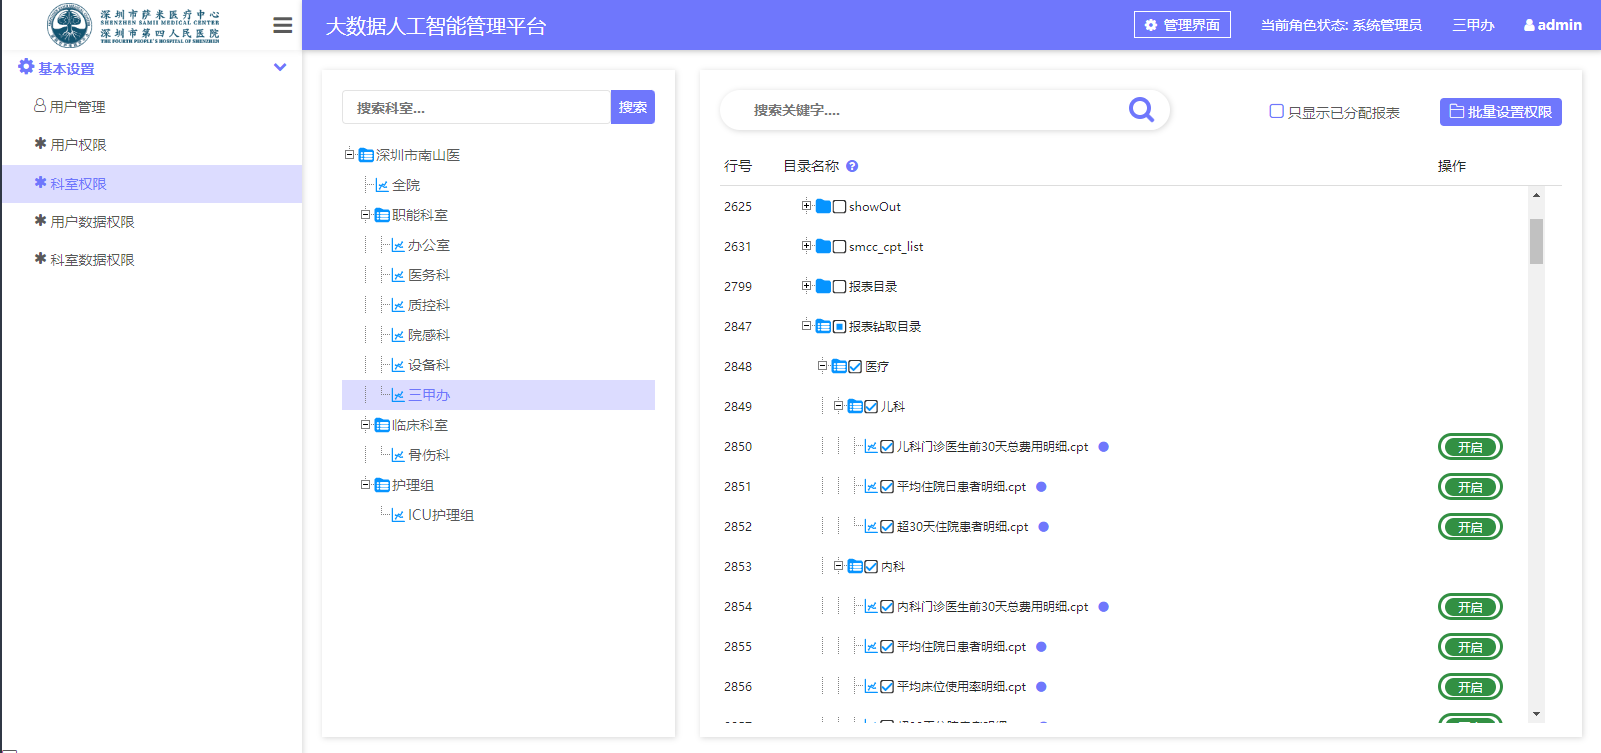 深圳市萨米医疗中心
SHENZHEN SAMII MEDICAL CENTER
深圳市第四人民医院
THE FOURTH PEOPLE'S HOSPITAL OF SHENZHEN
大数据人工智能管理平台
管理界面
当前角色状态: 系统管理员
三甲办
admin
基本设置
用户管理
用户权限
科室权限
用户数据权限
科室数据权限
搜索科室...
搜索
深圳市南山医
全院
职能科室
办公室
医务科
质控科
院感科
设备科
三甲办
临床科室
骨伤科
护理组
ICU护理组
搜索关键字....
只显示已分配报表
批量设置权限
行号 目录名称 操作
2625 showOut
2631 smcc_cpt_list
2799 报表目录
2847 报表钻取目录
2848 医疗
2849 儿科
2850 儿科门诊医生前30天总费用明细.cpt 开启
2851 平均住院日患者明细.cpt 开启
2852 超30天住院患者明细.cpt 开启
2853 内科
2854 内科门诊医生前30天总费用明细.cpt 开启
2855 平均住院日患者明细.cpt 开启
2856 平均床位使用率明细.cpt 开启